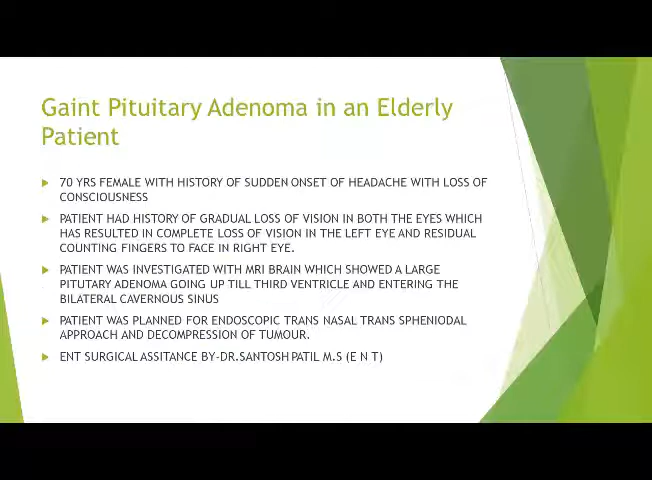 Gaint Pituitary Adenoma in an Elderly
Patient
70 YRS FEMALE WITH HISTORY OF SUDDEN ONSET OF HEADACHE WITH LOSS OF
CONSCIOUSNESS
PATIENT HAD HISTORY OF GRADUAL LOSS OF VISION IN BOTH THE EYES WHICH
HAS RESULTED IN COMPLETE LOSS OF VISION IN THE LEFT EYE AND RESIDUAL
COUNTING FINGERS TO FACE IN RIGHT EYE.
PATIENT WAS INVESTIGATED WITH MRI BRAIN WHICH SHOWED A LARGE
PITUTARY ADENOMA GOING UP TILL THIRD VENTRICLE AND ENTERING THE
BILATERAL CAVERNOUS SINUS
PATIENT WAS PLANNED FOR ENDOSCOPIC TRANS NASAL TRANS SPHENIODAL
APPROACH AND DECOMPRESSION OF TUMOUR.
ENT SURGICAL ASSITANCE BY-DR.SANTOSH PATIL M.S (E N T)